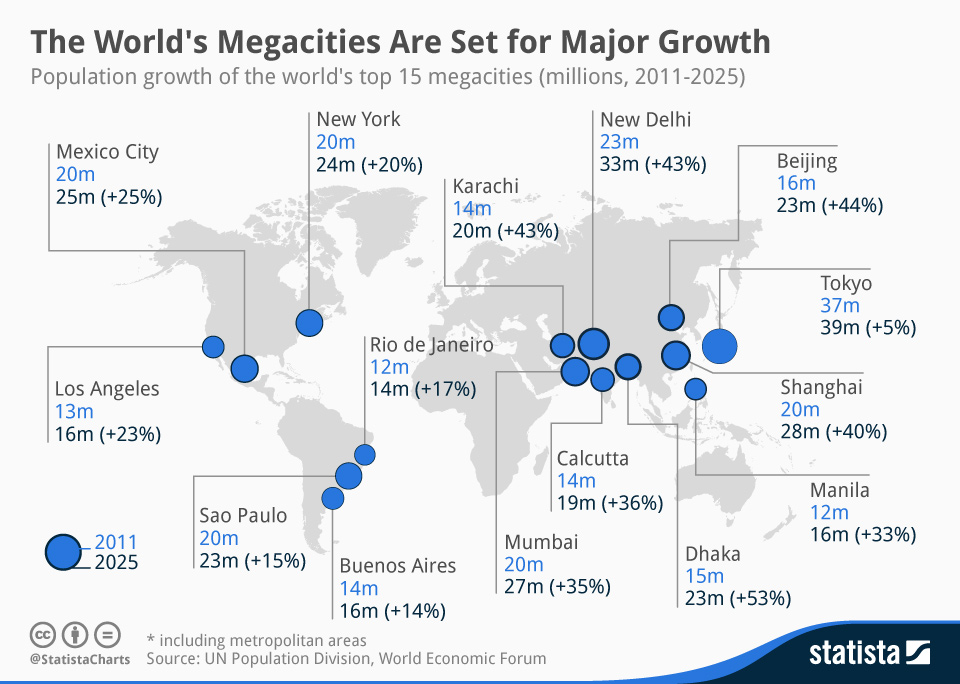 The World's Megacities Are Set for Major Growth
Population growth of the world's top 15 megacities (millions, 2011-2025)
New York
20m
24m (+20%)
New Delhi
23m
33m (+43%)
Mexico City
20m
25m (+25%)
Beijing
16m
23m (+44%)
Karachi
14m
20m (+43%)
Tokyo
37m
39m (+5%)
Rio de Janeiro
12m
14m (+17%)
Los Angeles
13m
16m (+23%)
Shanghai
20m
28m (+40%)
Calcutta
14m
19m (+36%)
Manila
12m
16m (+33%)
Sao Paulo
20m
23m (+15%)
Mumbai
20m
27m (+35%)
Dhaka
15m
23m (+53%)
Buenos Aires
14m
16m (+14%)
2011
2025
cc
@StatistaCharts
* including metropolitan areas
Source: UN Population Division, World Economic Forum
statista